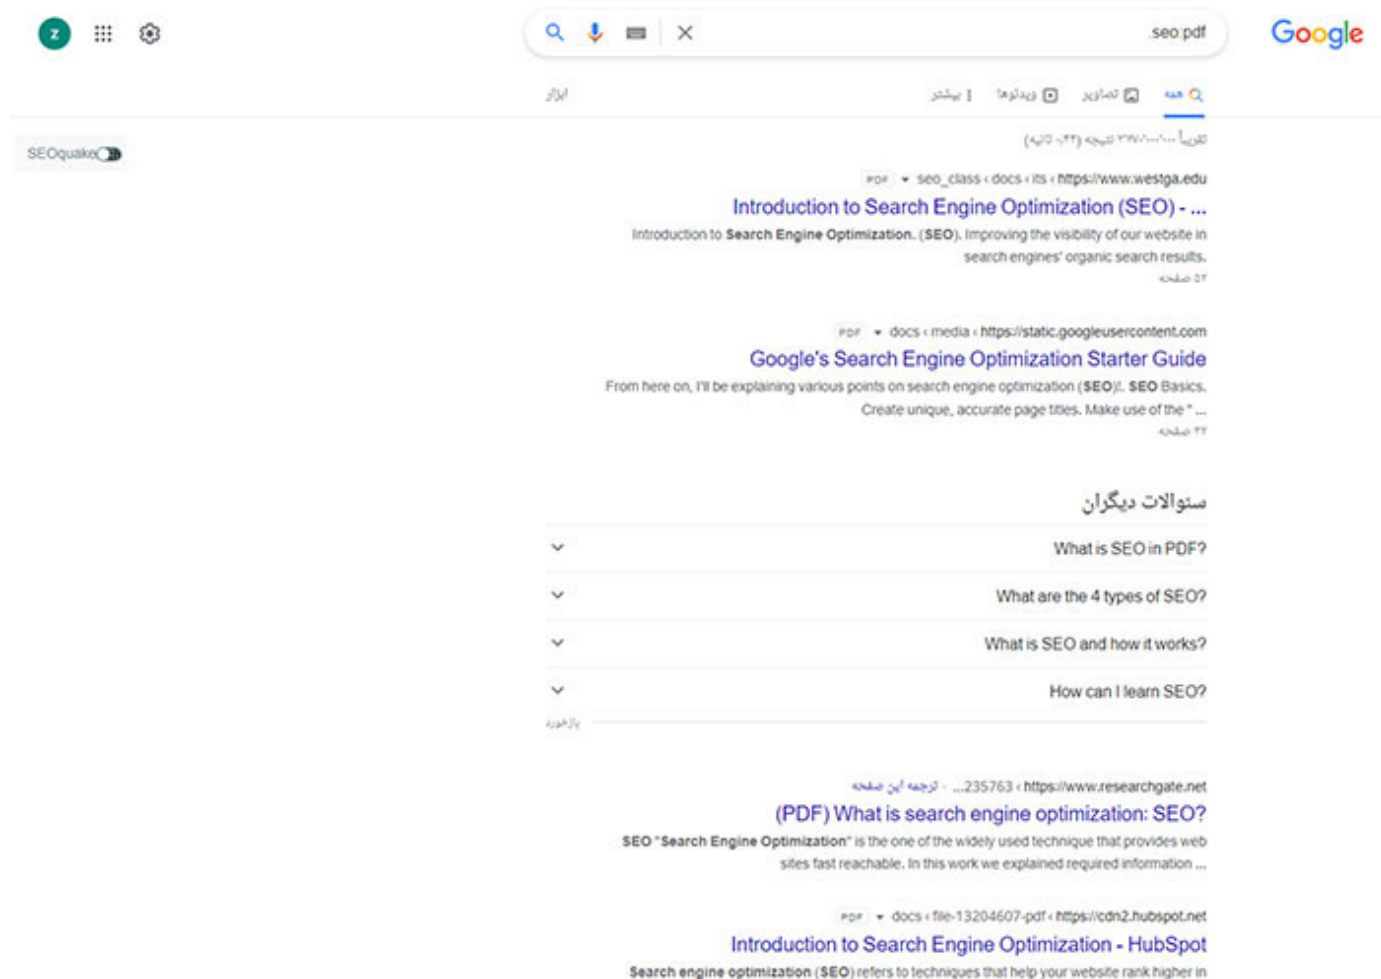 Google
.seo.pdf
z
همه
تصاویر
ویدئوها
بیشتر
ابزار
SEOquake
https://www.westga.edu › its › docs › seo_class PDF
Introduction to Search Engine Optimization (SEO) - ...
Introduction to Search Engine Optimization. (SEO). Improving the visibility of our website in
search engines' organic search results.
۵۲ صفحه
https://static.googleusercontent.com › media › docs PDF
Google's Search Engine Optimization Starter Guide
From here on, I'll be explaining various points on search engine optimization (SEO)!. SEO Basics.
Create unique, accurate page titles. Make use of the " ...
صفحه
سئوالات دیگران
What is SEO in PDF?
What are the 4 types of SEO?
What is SEO and how it works?
How can I learn SEO?
بازخورد
https://www.researchgate.net › 235763... - ترجمه این صفحه
(PDF) What is search engine optimization: SEO?
SEO "Search Engine Optimization" is the one of the widely used technique that provides web
sites fast reachable. In this work we explained required information ...
https://cdn2.hubspot.net › file-13204607-pdf › docs PDF
Introduction to Search Engine Optimization - HubSpot
Search engine optimization (SEO) refers to techniques that help your website rank higher in